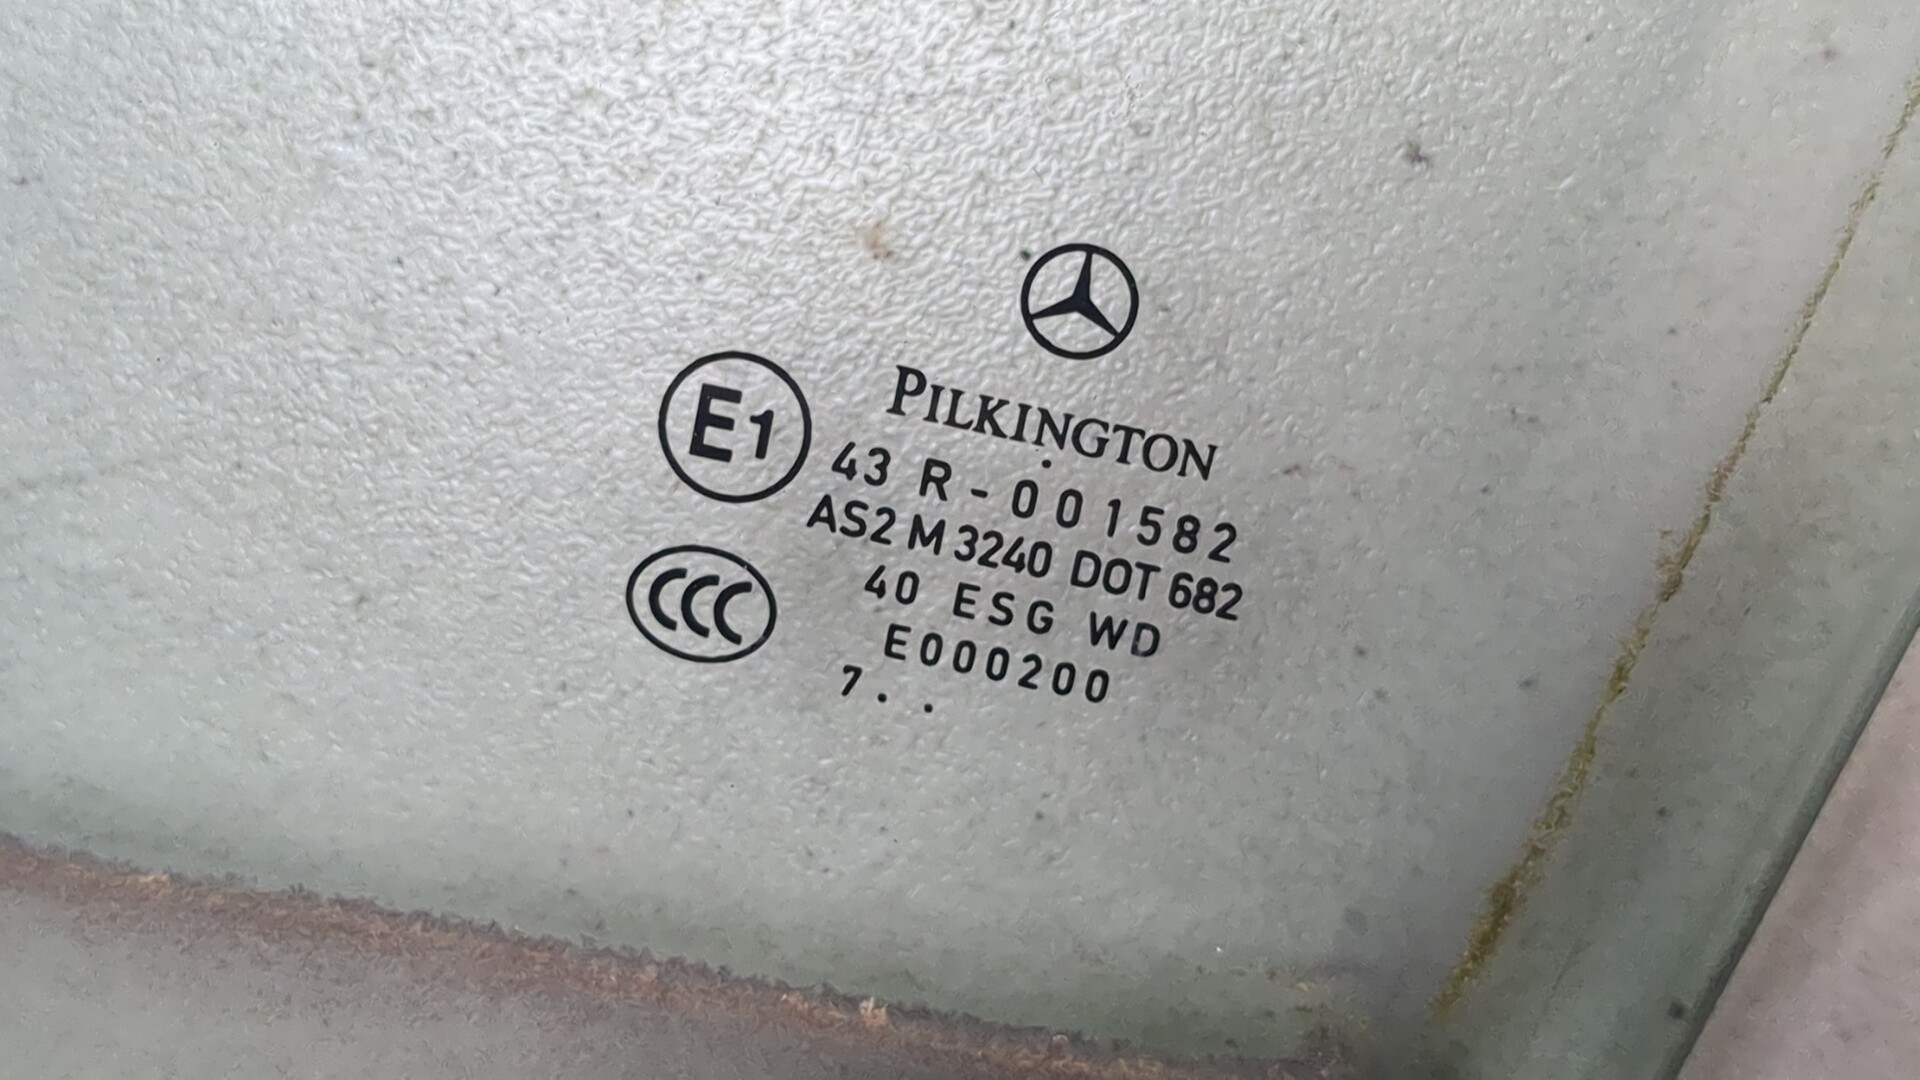 PILKINGTON
E1
43 R - 001582
AS2 M 3240 DOT 682
CCC
40 ESG WD
E000200
7 . .